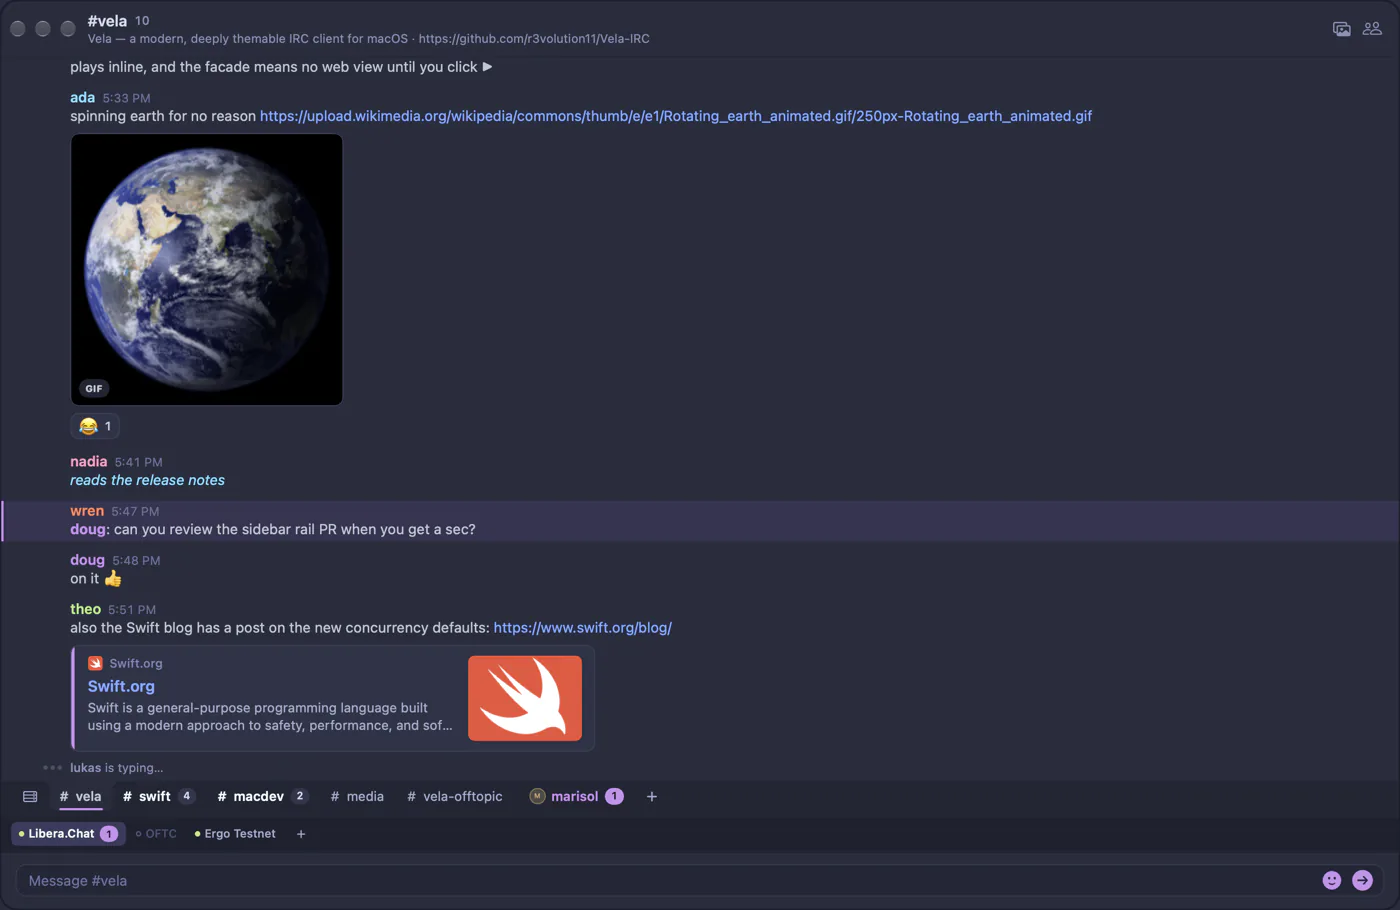 #vela 10
Vela — a modern, deeply themable IRC client for macOS · https://github.com/r3volution11/Vela-IRC
plays inline, and the facade means no web view until you click ▶
ada 5:33 PM
spinning earth for no reason https://upload.wikimedia.org/wikipedia/commons/thumb/e/e1/Rotating_earth_animated.gif/250px-Rotating_earth_animated.gif
GIF
😂 1
nadia 5:41 PM
reads the release notes
wren 5:47 PM
doug: can you review the sidebar rail PR when you get a sec?
doug 5:48 PM
on it 👍
theo 5:51 PM
also the Swift blog has a post on the new concurrency defaults: https://www.swift.org/blog/
Swift.org
Swift.org
Swift is a general-purpose programming language built
using a modern approach to safety, performance, and sof...
lukas is typing...
# vela # swift 4 # macdev 2 # media # vela-offtopic M marisol 1 +
Libera.Chat 1 OFTC Ergo Testnet +
Message #vela